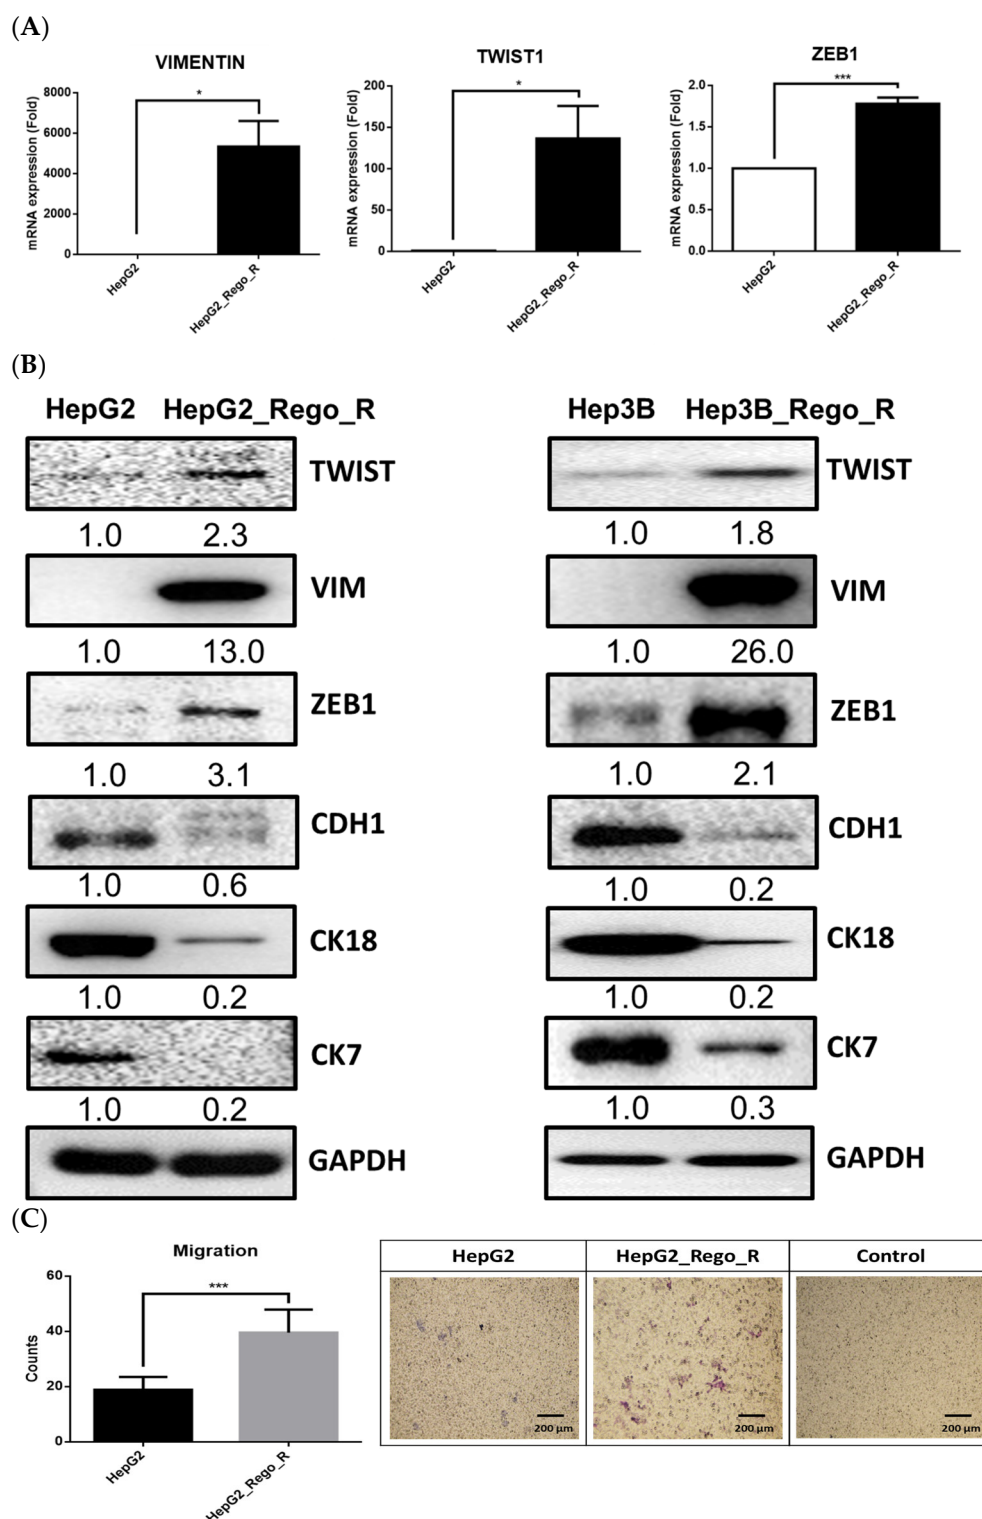 (A)
VIMENTIN
TWIST1
ZEB1
mRNA expression (Fold)
8000
6000
4000
2000
0
*
HepG2
HepG2_Rego_R
mRNA expression (Fold)
200
150
100
50
0
*
HepG2
HepG2_Rego_R
mRNA expression (Fold)
2.0
1.5
1.0
0.5
0.0
***
HepG2
HepG2_Rego_R
(B)
HepG2 HepG2_Rego_R
TWIST
1.0 2.3
VIM
1.0 13.0
ZEB1
1.0 3.1
CDH1
1.0 0.6
CK18
1.0 0.2
CK7
1.0 0.2
GAPDH
Hep3B Hep3B_Rego_R
TWIST
1.0 1.8
VIM
1.0 26.0
ZEB1
1.0 2.1
CDH1
1.0 0.2
CK18
1.0 0.2
CK7
1.0 0.3
GAPDH
(C)
Migration
Counts
60
40
20
0
***
HepG2
HepG2_Rego_R
HepG2 HepG2_Rego_R Control
200 μm 200 μm 200 μm